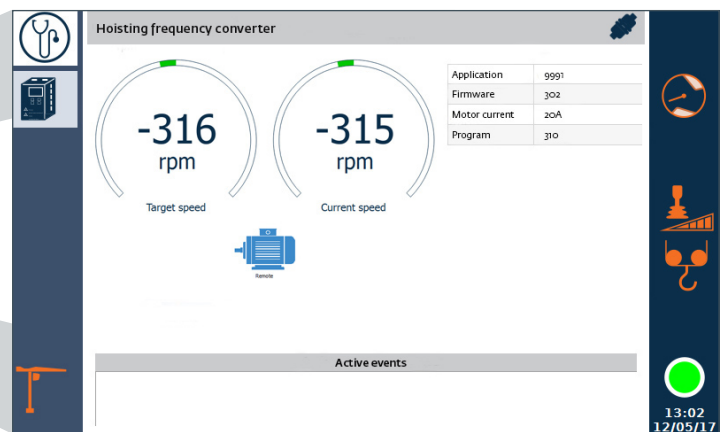 Hoisting frequency converter
-316
rpm
Target speed
-315
rpm
Current speed
Application 9991
Firmware 302
Motor current 20A
Program 310
Remote
Active events
13:02
12/05/17